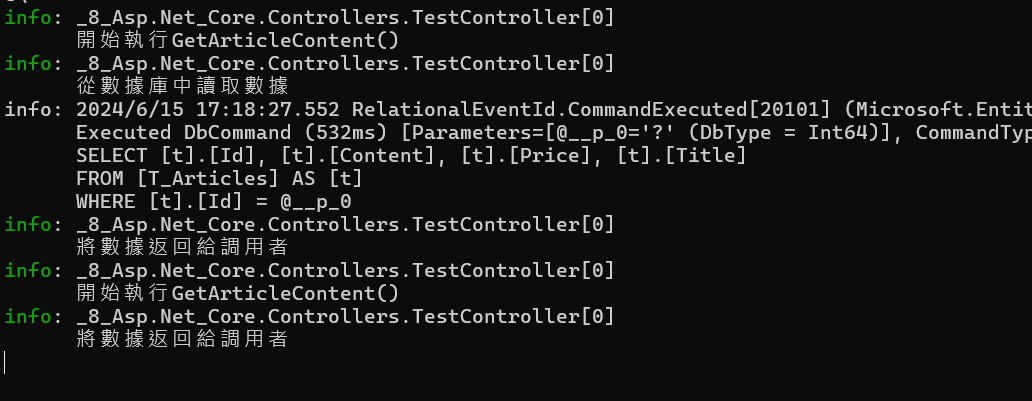 info: _8_Asp.Net_Core.Controllers.TestController[0]
開始執行GetArticleContent()
info: _8_Asp.Net_Core.Controllers.TestController[0]
從數據庫中讀取數據
info: 2024/6/15 17:18:27.552 RelationalEventId.CommandExecuted[20101] (Microsoft.Entit
Executed DbCommand (532ms) [Parameters=[@__p_0='?' (DbType = Int64)], CommandTyp
SELECT [t].[Id], [t].[Content], [t].[Price], [t].[Title]
FROM [T_Articles] AS [t]
WHERE [t].[Id] = @__p_0
info: _8_Asp.Net_Core.Controllers.TestController[0]
將數據返回給調用者
info: _8_Asp.Net_Core.Controllers.TestController[0]
開始執行GetArticleContent()
info: _8_Asp.Net_Core.Controllers.TestController[0]
將數據返回給調用者